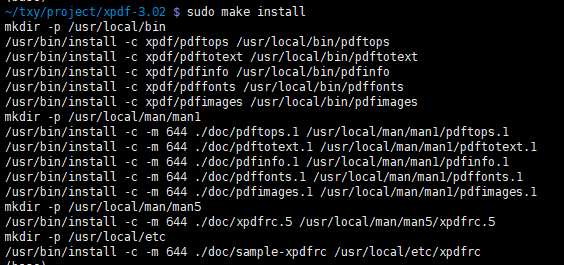 (base)
~/txy/project/xpdf-3.02 $ sudo make install
mkdir -p /usr/local/bin
/usr/bin/install -c xpdf/pdftops /usr/local/bin/pdftops
/usr/bin/install -c xpdf/pdftotext /usr/local/bin/pdftotext
/usr/bin/install -c xpdf/pdfinfo /usr/local/bin/pdfinfo
/usr/bin/install -c xpdf/pdffonts /usr/local/bin/pdffonts
/usr/bin/install -c xpdf/pdfimages /usr/local/bin/pdfimages
mkdir -p /usr/local/man/man1
/usr/bin/install -c -m 644 ./doc/pdftops.1 /usr/local/man/man1/pdftops.1
/usr/bin/install -c -m 644 ./doc/pdftotext.1 /usr/local/man/man1/pdftotext.1
/usr/bin/install -c -m 644 ./doc/pdfinfo.1 /usr/local/man/man1/pdfinfo.1
/usr/bin/install -c -m 644 ./doc/pdffonts.1 /usr/local/man/man1/pdffonts.1
/usr/bin/install -c -m 644 ./doc/pdfimages.1 /usr/local/man/man1/pdfimages.1
mkdir -p /usr/local/man/man5
/usr/bin/install -c -m 644 ./doc/xpdfrc.5 /usr/local/man/man5/xpdfrc.5
mkdir -p /usr/local/etc
/usr/bin/install -c -m 644 ./doc/sample-xpdfrc /usr/local/etc/xpdfrc
(base)